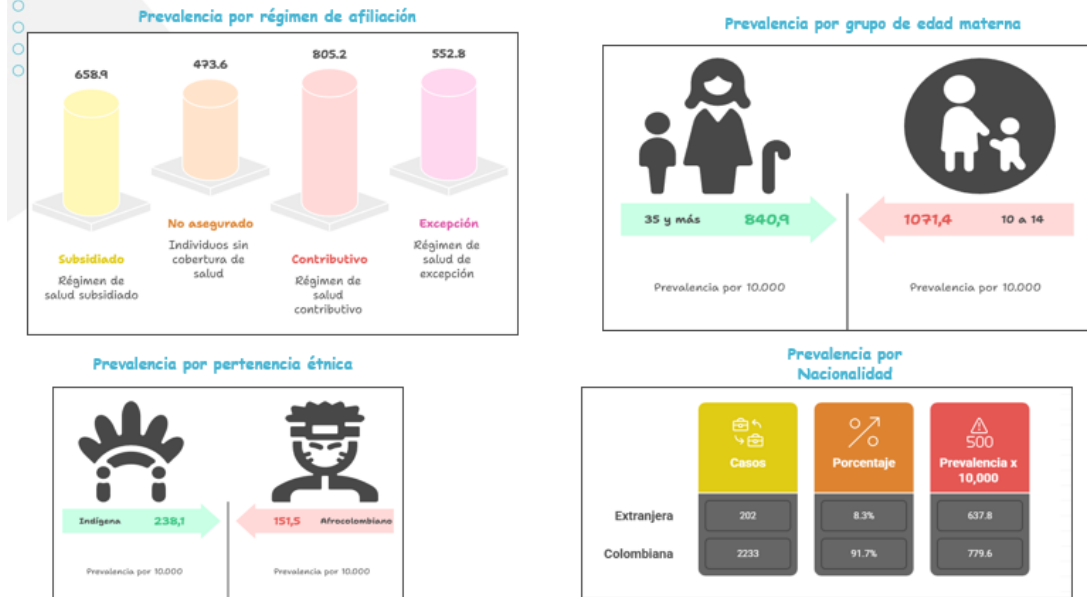 Prevalencia por régimen de afiliación
658.9
473.6
805.2
552.8
Subsidiado
Régimen de
salud subsidiado
No asegurado
Individuos sin
cobertura de
salud
Contributivo
Régimen de
salud
contributivo
Excepción
Régimen de
salud de
excepción
Prevalencia por grupo de edad materna
35 y más 840,9
1071,4 10 a 14
Prevalencia por 10.000
Prevalencia por 10.000
Prevalencia por pertenencia étnica
Indígena 238,1
151,5 Afrocolombiano
Prevalencia por 10.000
Prevalencia por 10.000
Prevalencia por
Nacionalidad
500
Casos
Porcentaje
Prevalencia x
10,000
Extranjera 202 8.3% 637.8
Colombiana 2233 91.7% 779.6